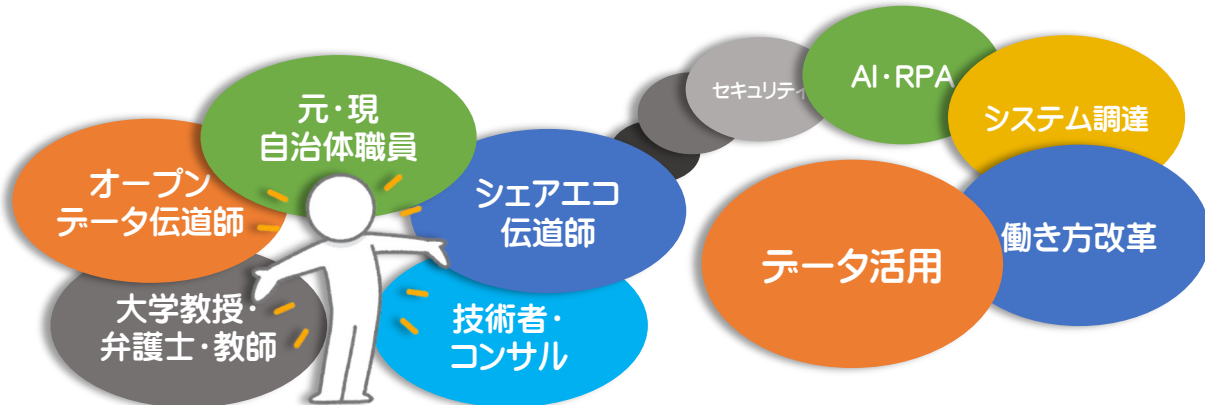 元・現
自治体職員
オープン
データ伝道師
シェアエコ
伝道師
大学教授・
弁護士・教師
技術者・
コンサル
セキュリティ
AI・RPA
システム調達
データ活用
働き方改革